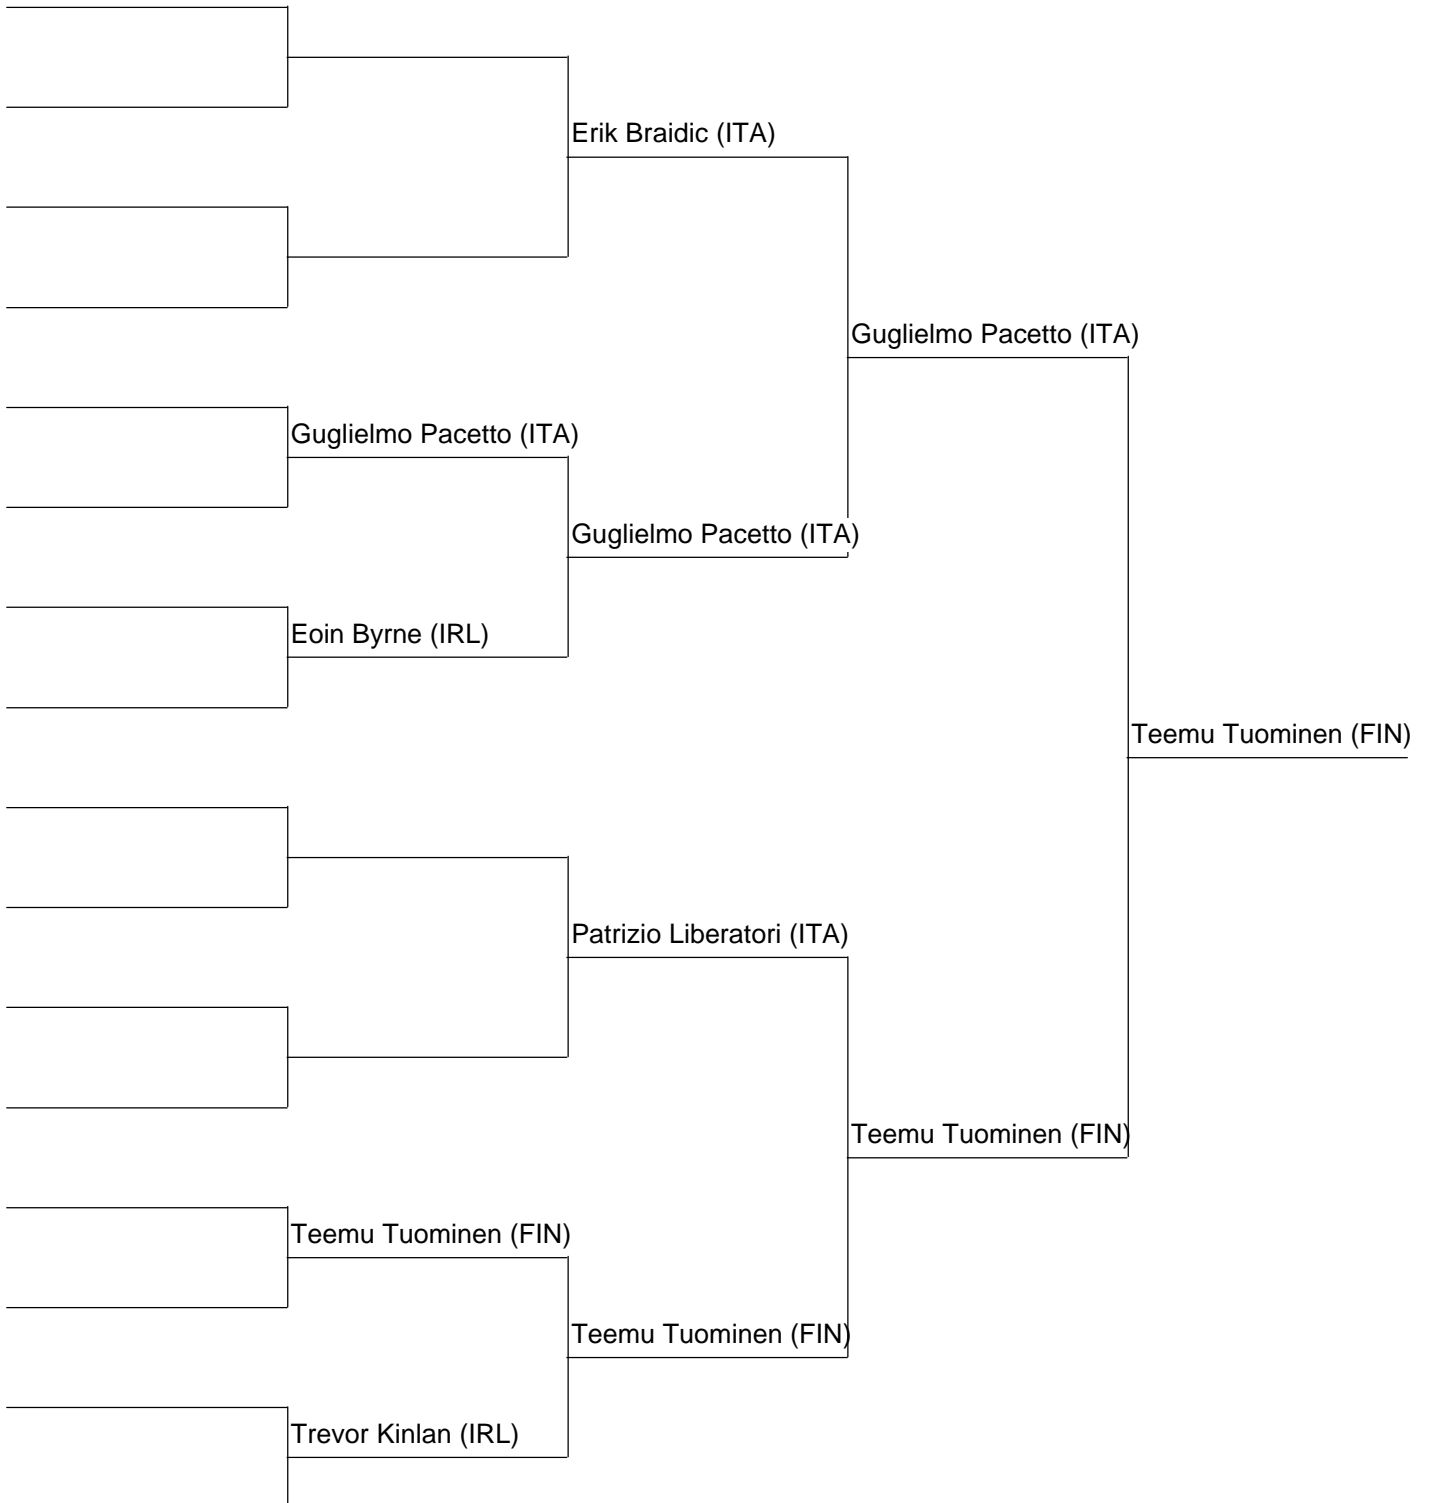 Erik Braidic (ITA)
Guglielmo Pacetto (ITA)
Guglielmo Pacetto (ITA)
Guglielmo Pacetto (ITA)
Eoin Byrne (IRL)
Teemu Tuominen (FIN)
Patrizio Liberatori (ITA)
Teemu Tuominen (FIN)
Teemu Tuominen (FIN)
Teemu Tuominen (FIN)
Trevor Kinlan (IRL)